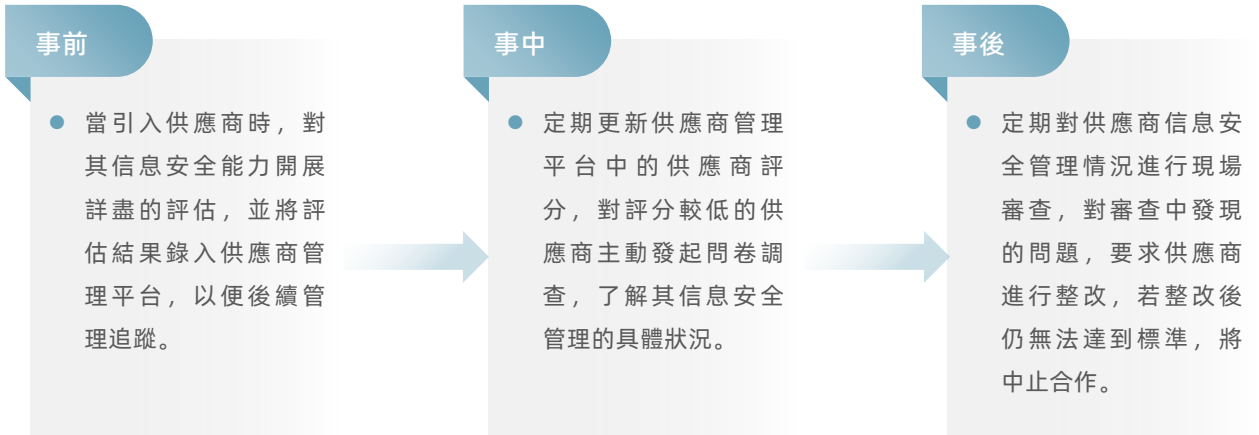 事前
當引入供應商時，對
其信息安全能力開展
詳盡的評估，並將評
估結果錄入供應商管
理平台，以便後續管
理追蹤。
事中
定期更新供應商管理
平台中的供應商評
分，對評分較低的供
應商主動發起問卷調
查，了解其信息安全
管理的具體狀況。
事後
定期對供應商信息安
全管理情況進行現場
審查，對審查中發現
的問題，要求供應商
進行整改，若整改後
仍無法達到標準，將
中止合作。